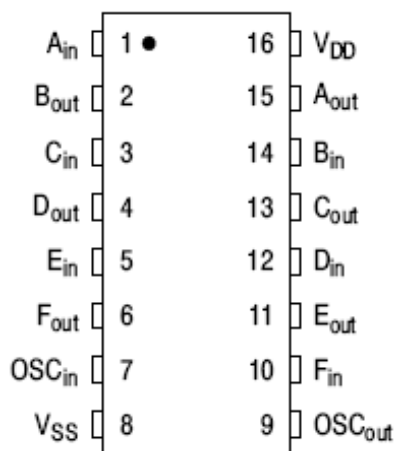 Ain 1 16 VDD
Bout 2 15 Aout
Cin 3 14 Bin
Dout 4 13 Cout
Ein 5 12 Din
Fout 6 11 Eout
OSCin 7 10 Fin
VSS 8 9 OSCout